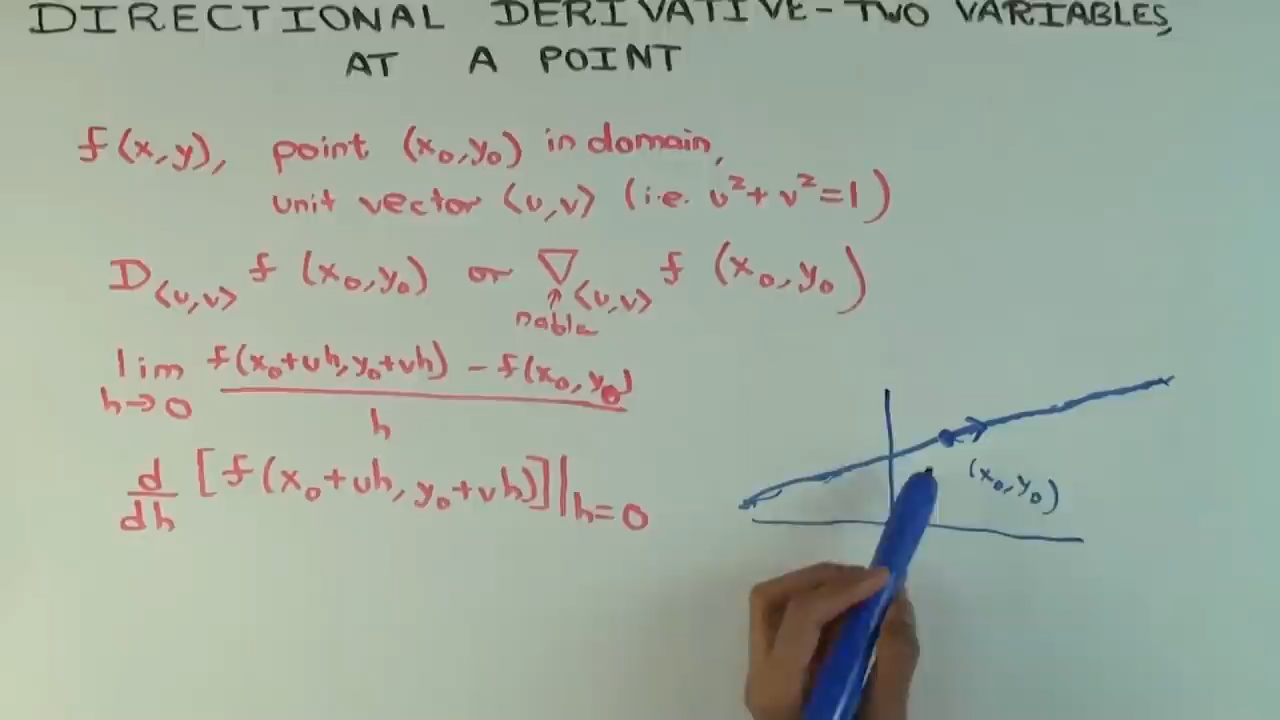 DIRECTIONAL DERIVATIVE-TWO VARIABLES,
AT A POINT
f(x,y), point (x₀,y₀) in domain,
unit vector ⟨u,v⟩ (i.e. u²+v²=1)
D⟨u,v⟩ f (x₀,y₀) or ∇⟨u,v⟩ f (x₀,y₀)
↑
nabla
lim h→0 (f(x₀+uh,y₀+vh) - f(x₀,y₀))/h
d/dh [f(x₀+uh,y₀+vh)]|h=0
(x₀,y₀)